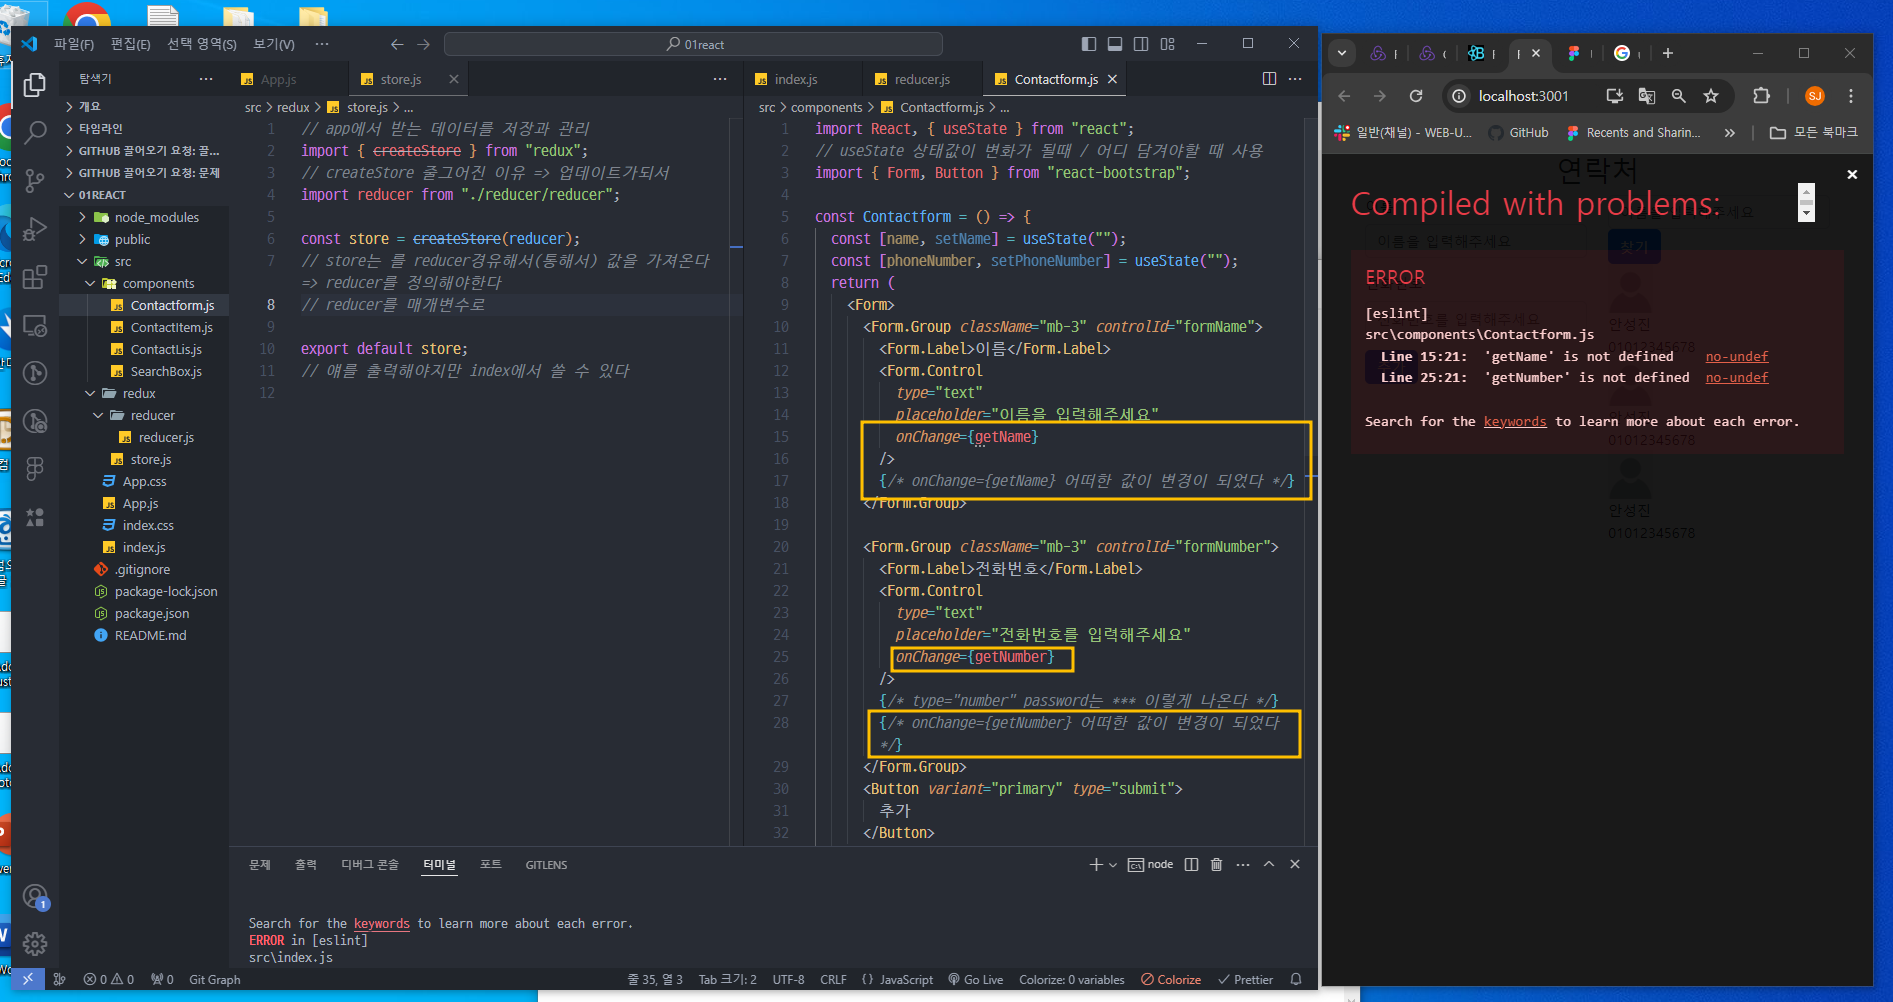 파일(F) 편집(E) 선택 영역(S) 보기(V) ··· 01react
탐색기 ···
개요
타임라인
GITHUB 끌어오기 요청: 끌...
GITHUB 끌어오기 요청: 문제
01REACT
node_modules
public
src
components
Contactform.js
ContactItem.js
ContactLis.js
SearchBox.js
redux
reducer
reducer.js
store.js
App.css
App.js
index.css
index.js
.gitignore
package-lock.json
package.json
README.md
App.js store.js
src > redux > store.js > ...
1 // app에서 받는 데이터를 저장과 관리
2 import { createStore } from "redux";
3 // createStore 줄그어진 이유 => 업데이트가되서
4 import reducer from "./reducer/reducer";
5
6 const store = createStore(reducer);
7 // store는 를 reducer경유해서(통해서) 값을 가져온다
=> reducer를 정의해야한다
8 // reducer를 매개변수로
9
10 export default store;
11 // 얘를 출력해야지만 index에서 쓸 수 있다
12
index.js reducer.js Contactform.js
src > components > Contactform.js > ...
1 import React, { useState } from "react";
2 // useState 상태값이 변화가 될때 / 어디 담겨야할 때 사용
3 import { Form, Button } from "react-bootstrap";
4
5 const Contactform = () => {
6 const [name, setName] = useState("");
7 const [phoneNumber, setPhoneNumber] = useState("");
8 return (
9 <Form>
10 <Form.Group className="mb-3" controlId="formName">
11 <Form.Label>이름</Form.Label>
12 <Form.Control
13 type="text"
14 placeholder="이름을 입력해주세요"
15 onChange={getName}
16 />
17 {/* onChange={getName} 어떠한 값이 변경이 되었다 */}
18 </Form.Group>
19
20 <Form.Group className="mb-3" controlId="formNumber">
21 <Form.Label>전화번호</Form.Label>
22 <Form.Control
23 type="text"
24 placeholder="전화번호를 입력해주세요"
25 onChange={getNumber}
26 />
27 {/* type="number" password는 *** 이렇게 나온다 */}
28 {/* onChange={getNumber} 어떠한 값이 변경이 되었다
*/}
29 </Form.Group>
30 <Button variant="primary" type="submit">
31 추가
32 </Button>
문제 출력 디버그 콘솔 터미널 포트 GITLENS
node
Search for the keywords to learn more about each error.
ERROR in [eslint]
src\index.js
0 0 0 Git Graph
줄 35, 열 3 Tab 크기: 2 UTF-8 CRLF {} JavaScript Go Live Colorize: 0 variables Colorize Prettier
1
localhost:3001
SJ
일반(채널) - WEB-U... GitHub Recents and Sharin... » 모든 북마크
연락처
Compiled with problems:
이름을 입력해주세요
찾기
ERROR
[eslint]
src\components\Contactform.js
Line 15:21: 'getName' is not defined no-undef
Line 25:21: 'getNumber' is not defined no-undef
Search for the keywords to learn more about each error.
안성진
01012345678
01012345678
안성진
01012345678